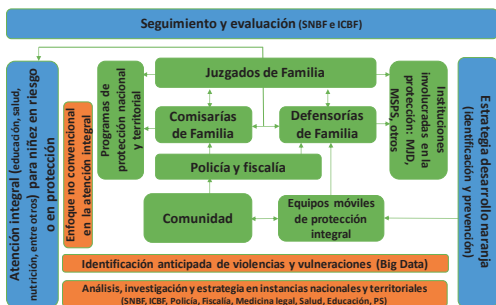 Seguimiento y evaluación (SNBF e ICBF)
Atención integral (educación, salud,
nutrición, entre otros) para niñez en riesgo
o en protección
Enfoque no convencional
en la atención integral
Programas de
protección nacional
y territorial
Juzgados de Familia
Comisarías
de Familia
Defensorías
de Familia
Policía y fiscalía
Comunidad
Equipos móviles
de protección
integral
Instituciones
involucradas en la
protección: MJD,
MSPS, otros
Estrategia desarrollo naranja
(identificación y prevención)
Identificación anticipada de violencias y vulneraciones (Big Data)
Análisis, investigación y estrategia en instancias nacionales y territoriales
(SNBF, ICBF, Policía, Fiscalía, Medicina legal, Salud, Educación, PS)